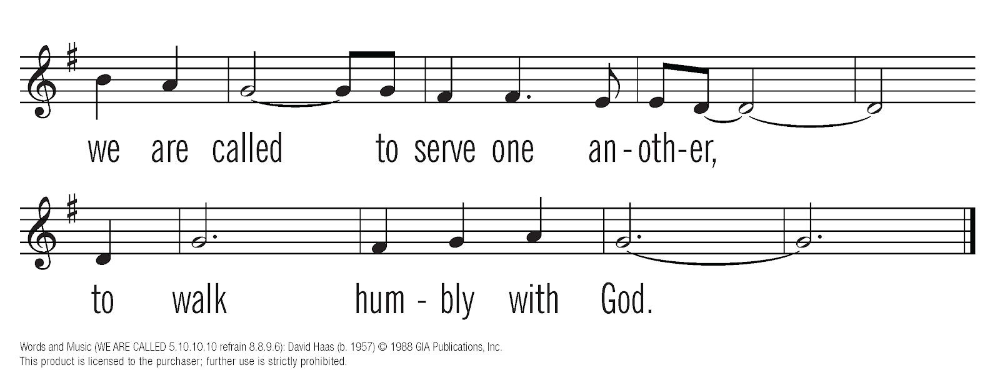 we are called to serve one an - oth - er,
to walk hum - bly with God.
Words and Music (WE ARE CALLED 5.10.10.10 refrain 8.8.9.6): David Haas (b. 1957) © 1988 GIA Publications, Inc.
This product is licensed to the purchaser; further use is strictly prohibited.